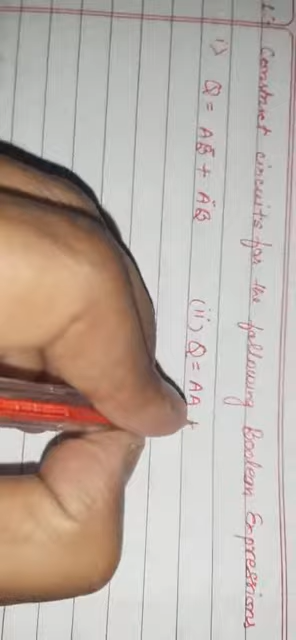 Construct circuits for the following Boolean Expressions
i) Q = AB̄ + ĀB (ii) Q = AA +